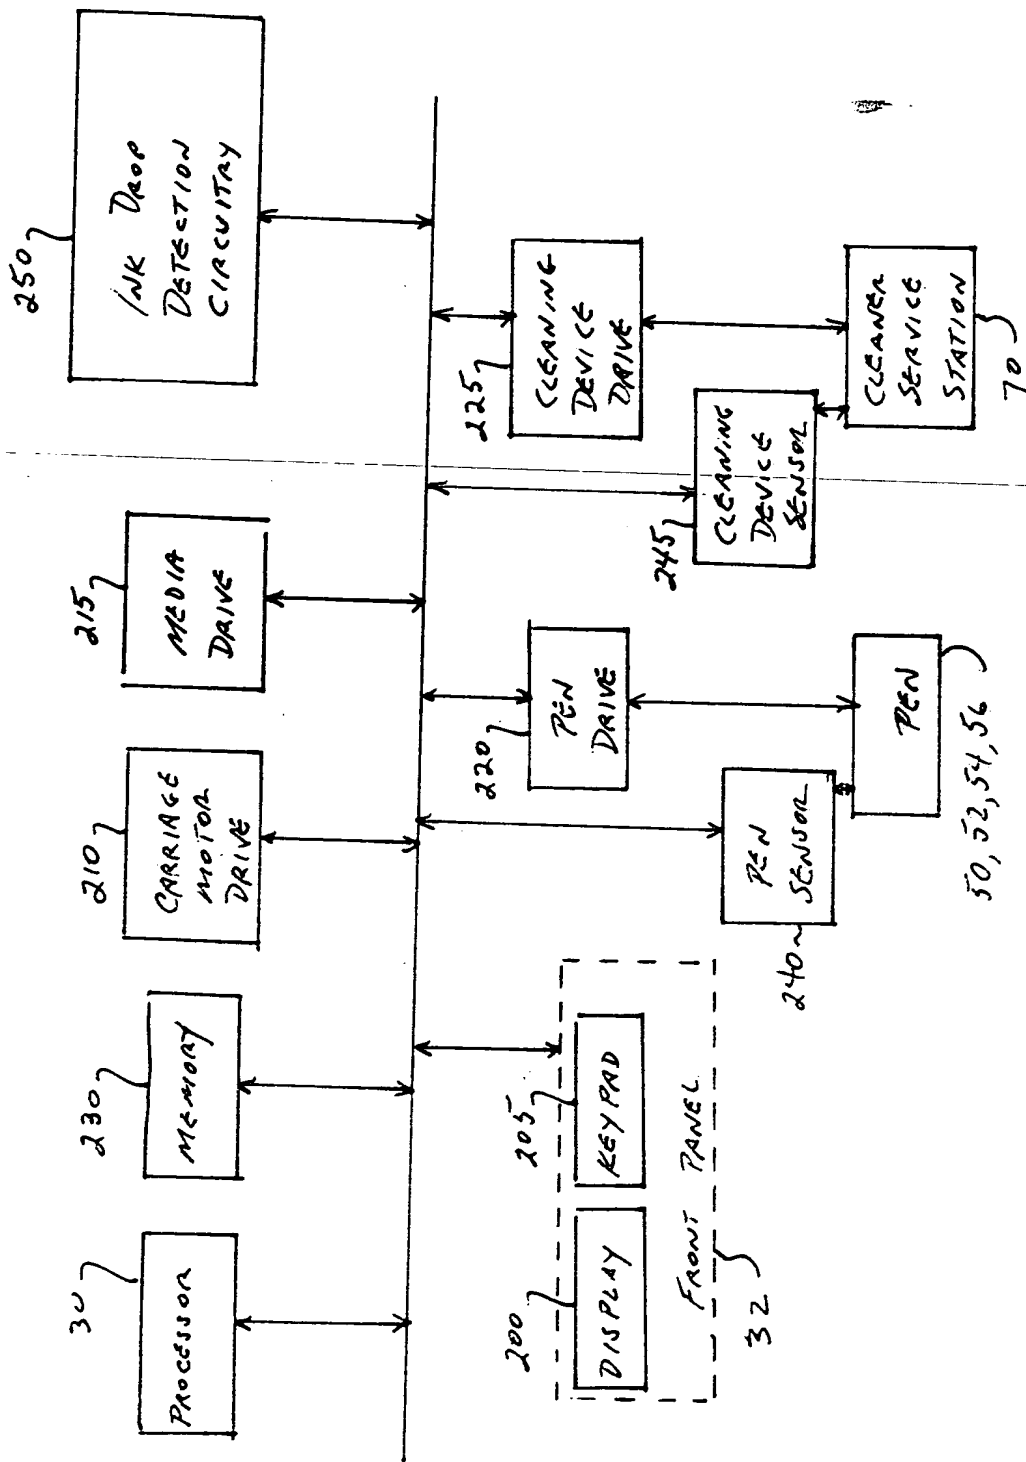 30
PROCESSOR
230
MEMORY
210
CARRIAGE
MOTOR
DRIVE
215
MEDIA
DRIVE
250
INK DROP
DETECTION
CIRCUITRY
200
DISPLAY
205
KEYPAD
FRONT PANEL
32
240
PEN
SENSOR
220
PEN
DRIVE
PEN
50, 52, 54, 56
245
CLEANING
DEVICE
SENSOR
225
CLEANING
DEVICE
DRIVE
CLEANER
SERVICE
STATION
70